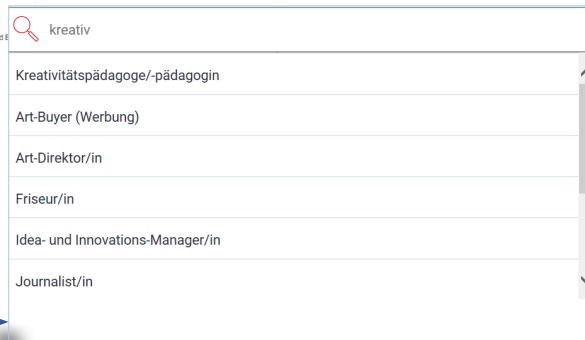 kreativ
Kreativitätspädagoge/-pädagogin
Art-Buyer (Werbung)
Art-Direktor/in
Friseur/in
Idea- und Innovations-Manager/in
Journalist/in